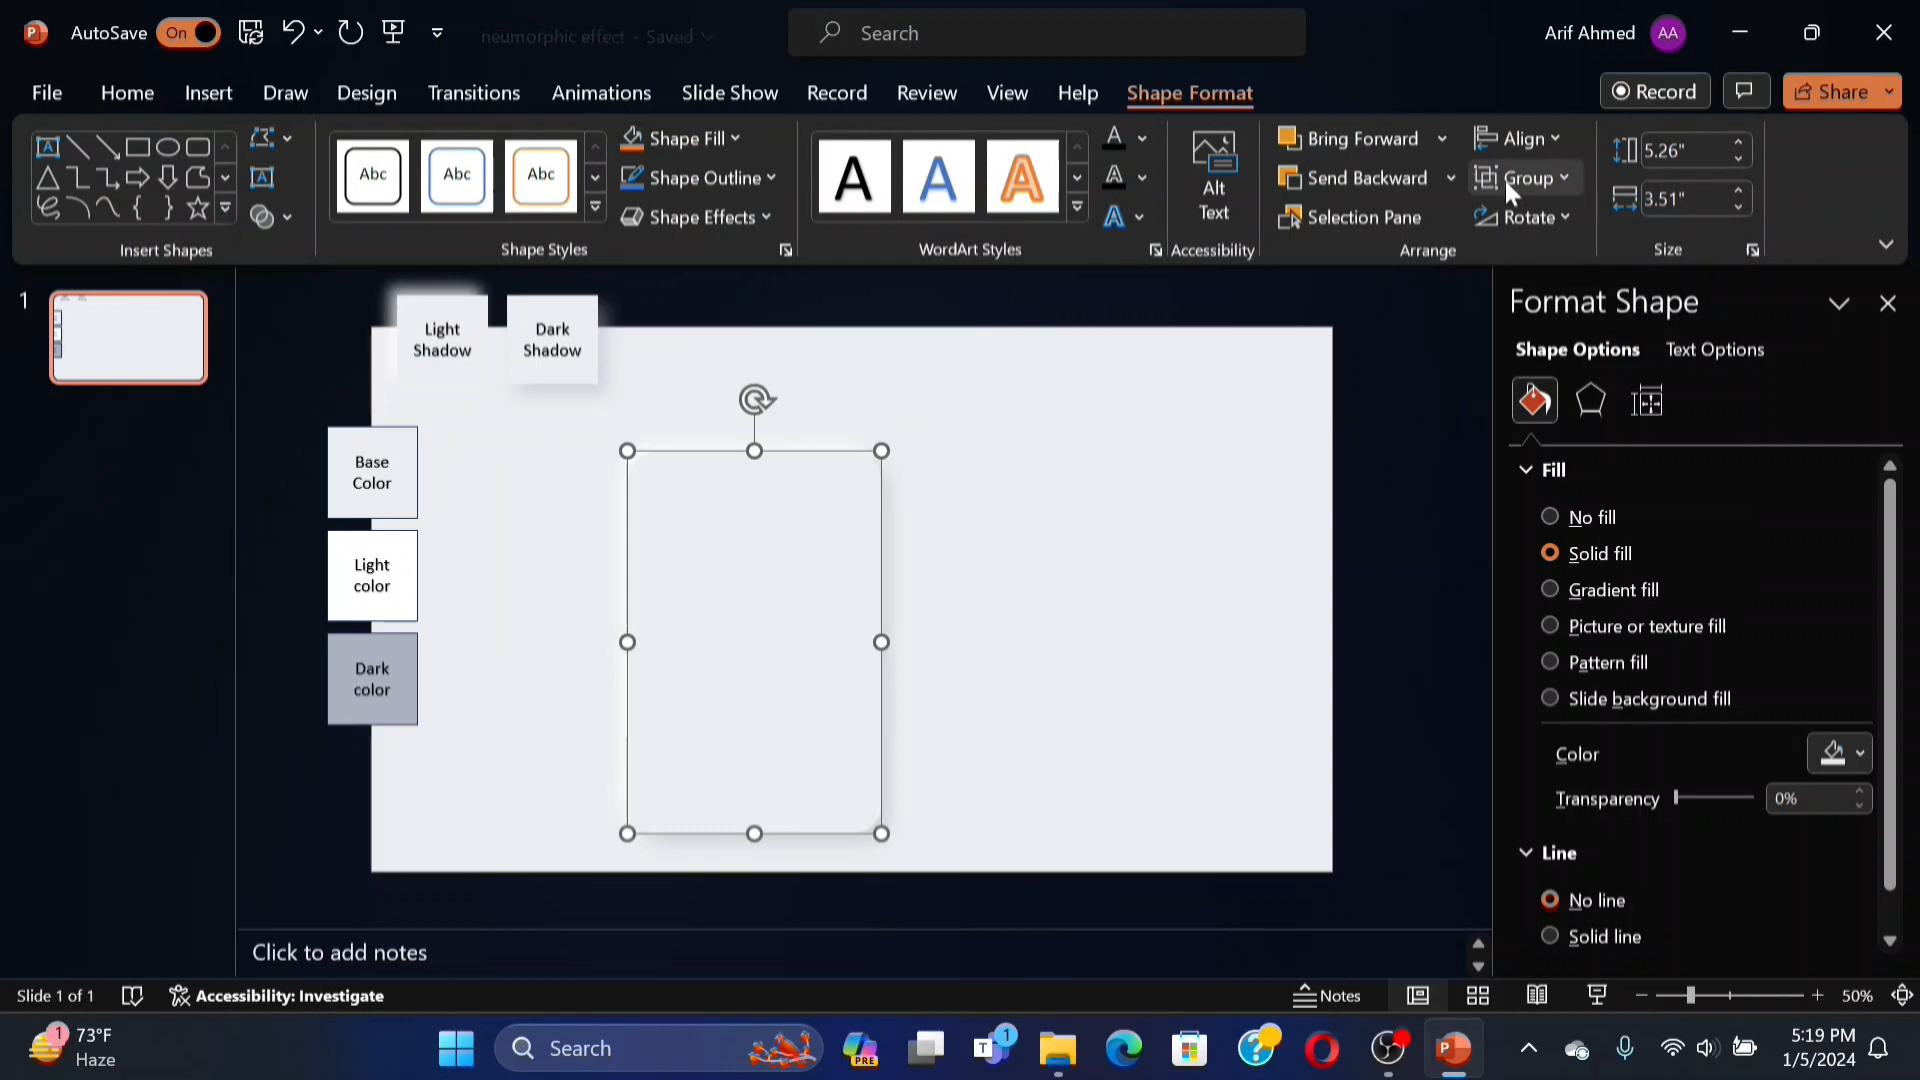 AutoSave On
neumorphic effect - Saved
Search
Arif Ahmed AA
File Home Insert Draw Design Transitions Animations Slide Show Record Review View Help Shape Format
Record
Share
A
Abc Abc Abc
Shape Fill
Shape Outline
Shape Effects
A A A
A
A
A
Alt
Text
Bring Forward
Send Backward
Selection Pane
Align
Group
Rotate
5.26"
3.51"
Insert Shapes
Shape Styles
WordArt Styles
Accessibility
Arrange
Size
1
Light
Shadow
Dark
Shadow
Base
Color
Light
color
Dark
color
Format Shape
Shape Options Text Options
Fill
No fill
Solid fill
Gradient fill
Picture or texture fill
Pattern fill
Slide background fill
Color
Transparency 0%
Line
No line
Solid line
Click to add notes
Slide 1 of 1
Accessibility: Investigate
Notes
50%
1
73°F
Haze
Search
PRE
T 1
5:19 PM
1/5/2024